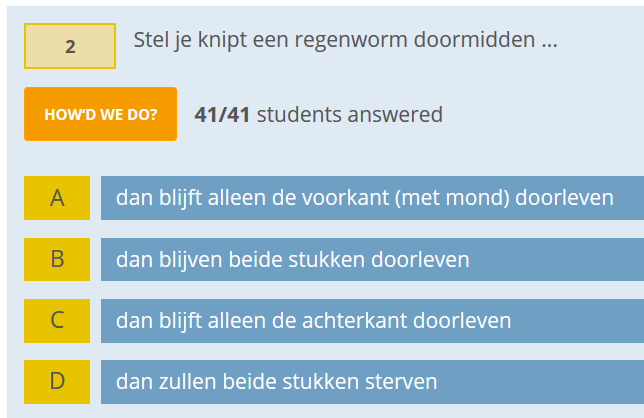 2
Stel je knipt een regenworm doormidden ...
HOW'D WE DO?
41/41 students answered
A
dan blijft alleen de voorkant (met mond) doorleven
B
dan blijven beide stukken doorleven
C
dan blijft alleen de achterkant doorleven
D
dan zullen beide stukken sterven